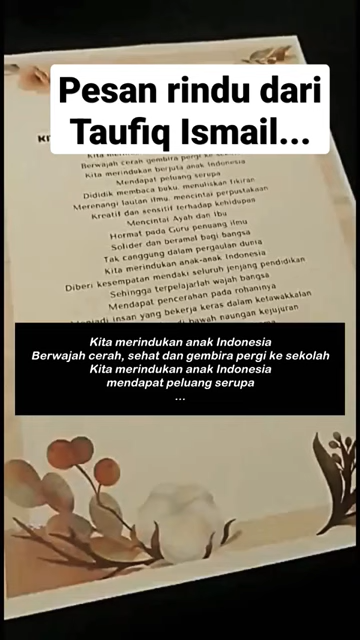 Pesan rindu dari
Taufiq Ismail...
Berwajah cerah gembira pergi ke
Kita merindukan berjuta anak Indonesia
Mendapat peluang serupa
Dididik membaca buku, menuliskan fikiran
Merenangi lautan ilmu, mencintai perpustakaan
Kreatif dan sensitif terhadap kehidupan
Mencintai Ayah dan Ibu
Hormat pada Guru penuang ilmu
Solider dan beramal bagi bangsa
Tak canggung dalam pergaulan dunia
Kita merindukan anak-anak Indonesia
Diberi kesempatan mendaki seluruh jenjang pendidikan
Sehingga terpelajarlah wajah bangsa
Mendapat pencerahan pada rohaninya
insan yang bekerja keras dalam ketawakkalan
bawah naungan kejujuran
Kita merindukan anak Indonesia
Berwajah cerah, sehat dan gembira pergi ke sekolah
Kita merindukan anak Indonesia
mendapat peluang serupa
...